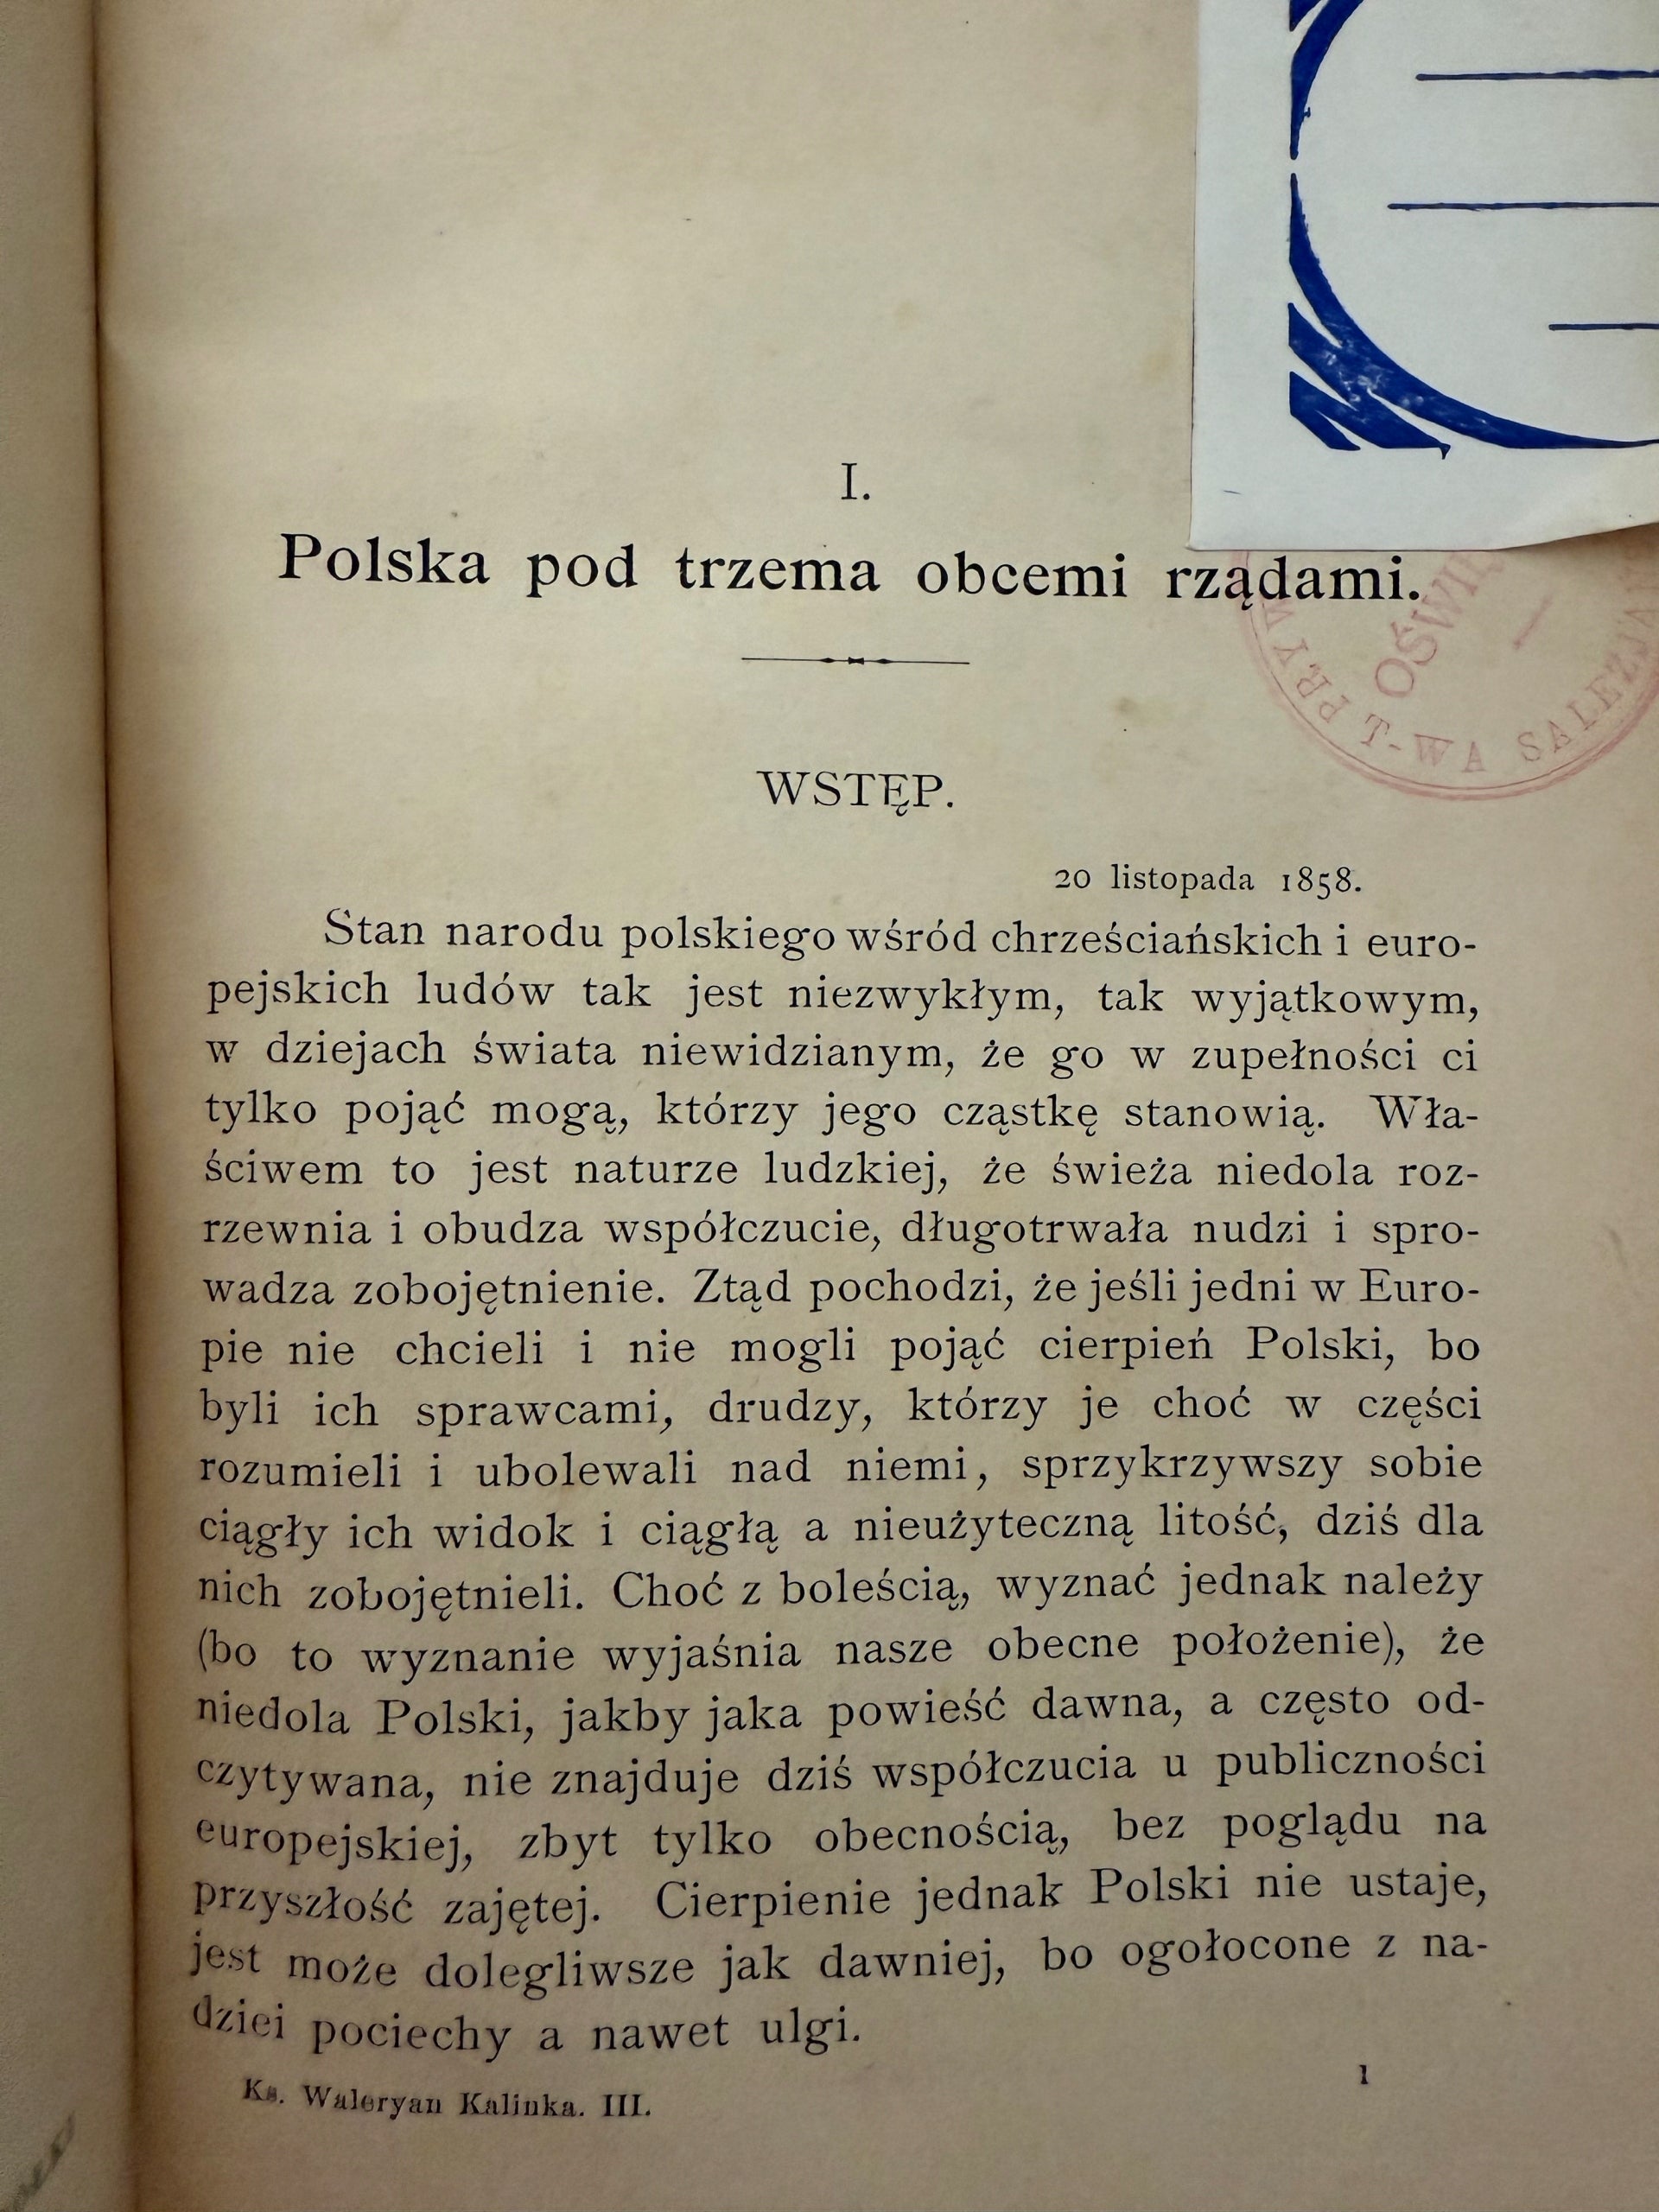 I.
Polska pod trzema obcemi rządami.
WSTĘP.
20 listopada 1858.
Stan narodu polskiego wśród chrześciańskich i euro-
pejskich ludów tak jest niezwykłym, tak wyjątkowym,
w dziejach świata niewidzianym, że go w zupełności ci
tylko pojąć mogą, którzy jego cząstkę stanowią. Wła-
ściwem to jest naturze ludzkiej, że świeża niedola roz-
rzewnia i obudza współczucie, długotrwała nudzi i spro-
wadza zobojętnienie. Ztąd pochodzi, że jeśli jedni w Euro-
pie nie chcieli i nie mogli pojąć cierpień Polski, bo
byli ich sprawcami, drudzy, którzy je choć w części
rozumieli i ubolewali nad niemi, sprzykrzywszy sobie
ciągły ich widok i ciągłą a nieużyteczną litość, dziś dla
nich zobojętnieli. Choć z boleścią, wyznać jednak należy
(bo to wyznanie wyjaśnia nasze obecne położenie), że
niedola Polski, jakby jaka powieść dawna, a często od-
czytywana, nie znajduje dziś współczucia u publiczności
europejskiej, zbyt tylko obecnością, bez poglądu na
przyszłość zajętej. Cierpienie jednak Polski nie ustaje,
jest może dolegliwsze jak dawniej, bo ogołocone z na-
dziei pociechy a nawet ulgi.
Ks. Waleryan Kalinka. III.
1
T-WA